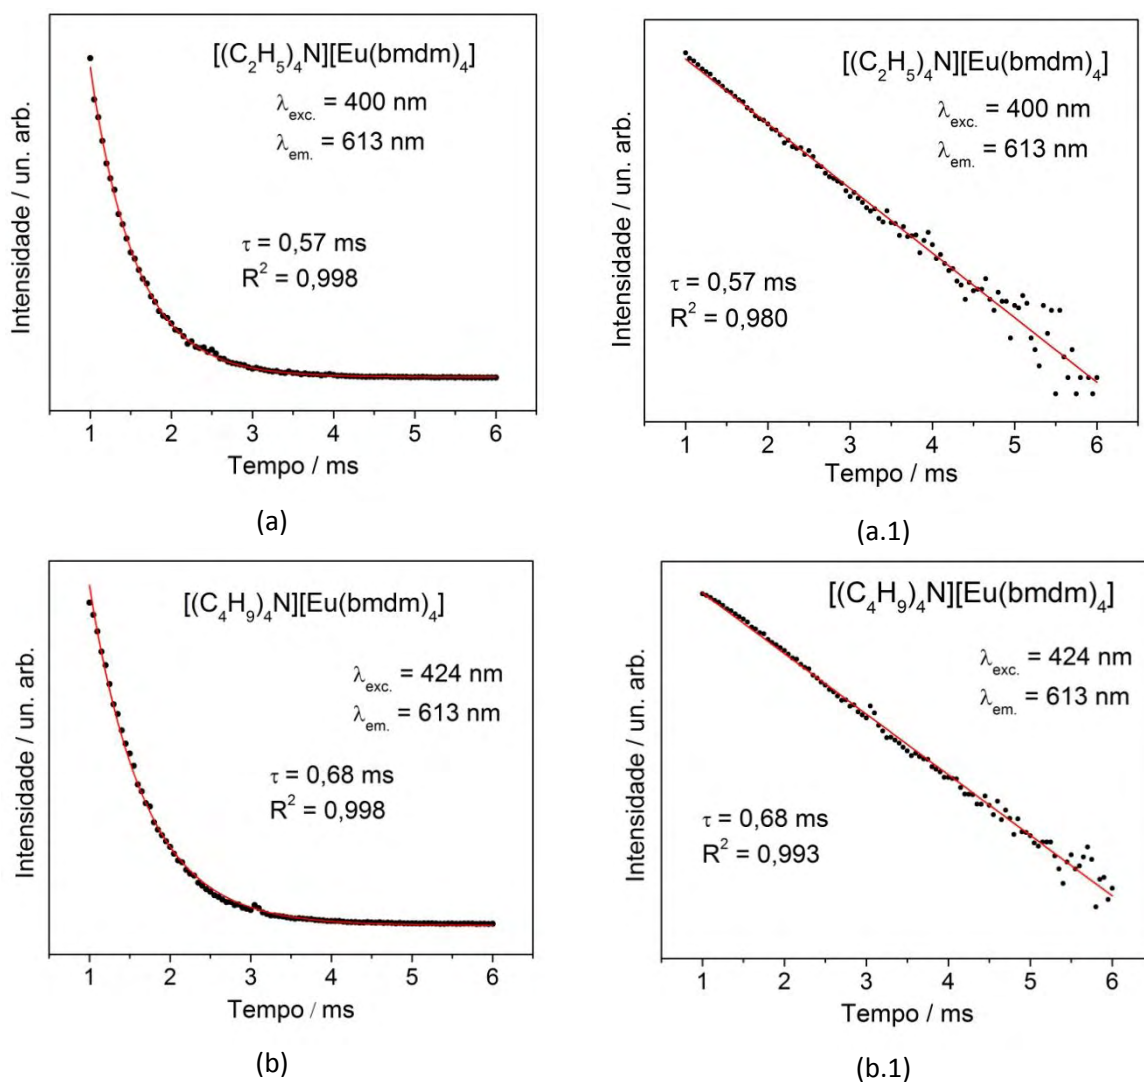 [(C₂H₅)₄N][Eu(bmdm)₄]
λexc. = 400 nm
λem. = 613 nm
τ = 0,57 ms
R² = 0,998
Intensidade / un. arb.
1 2 3 4 5 6
Tempo / ms
(a)
[(C₂H₅)₄N][Eu(bmdm)₄]
λexc. = 400 nm
λem. = 613 nm
τ = 0,57 ms
R² = 0,980
Intensidade / un. arb.
1 2 3 4 5 6
Tempo / ms
(a.1)
[(C₄H₉)₄N][Eu(bmdm)₄]
λexc. = 424 nm
λem. = 613 nm
τ = 0,68 ms
R² = 0,998
Intensidade / un. arb.
1 2 3 4 5 6
Tempo / ms
(b)
[(C₄H₉)₄N][Eu(bmdm)₄]
λexc. = 424 nm
λem. = 613 nm
τ = 0,68 ms
R² = 0,993
Intensidade / un. arb.
1 2 3 4 5 6
Tempo / ms
(b.1)